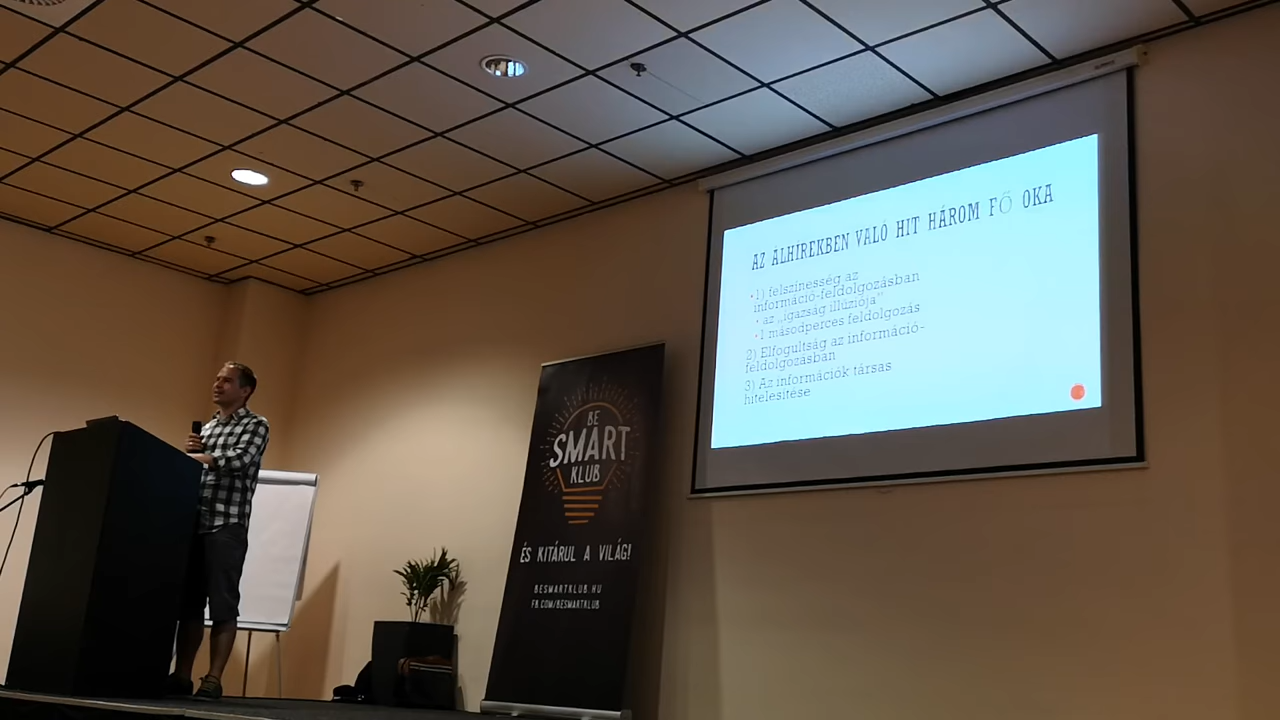 AZ ÁLHIREKBEN VALÓ HIT HÁROM FŐ OKA
1) felszínesség az
információ-feldolgozásban
az „igazság illúziója”
1 másodperces feldolgozás
2) Elfogultság az információ-
feldolgozásban
3) Az információk társas
hitelesítése
BE
SMART
KLUB
ÉS KITÁRUL A VILÁG!
BESMARTKLUB.HU
FB.COM/BESMARTKLUB